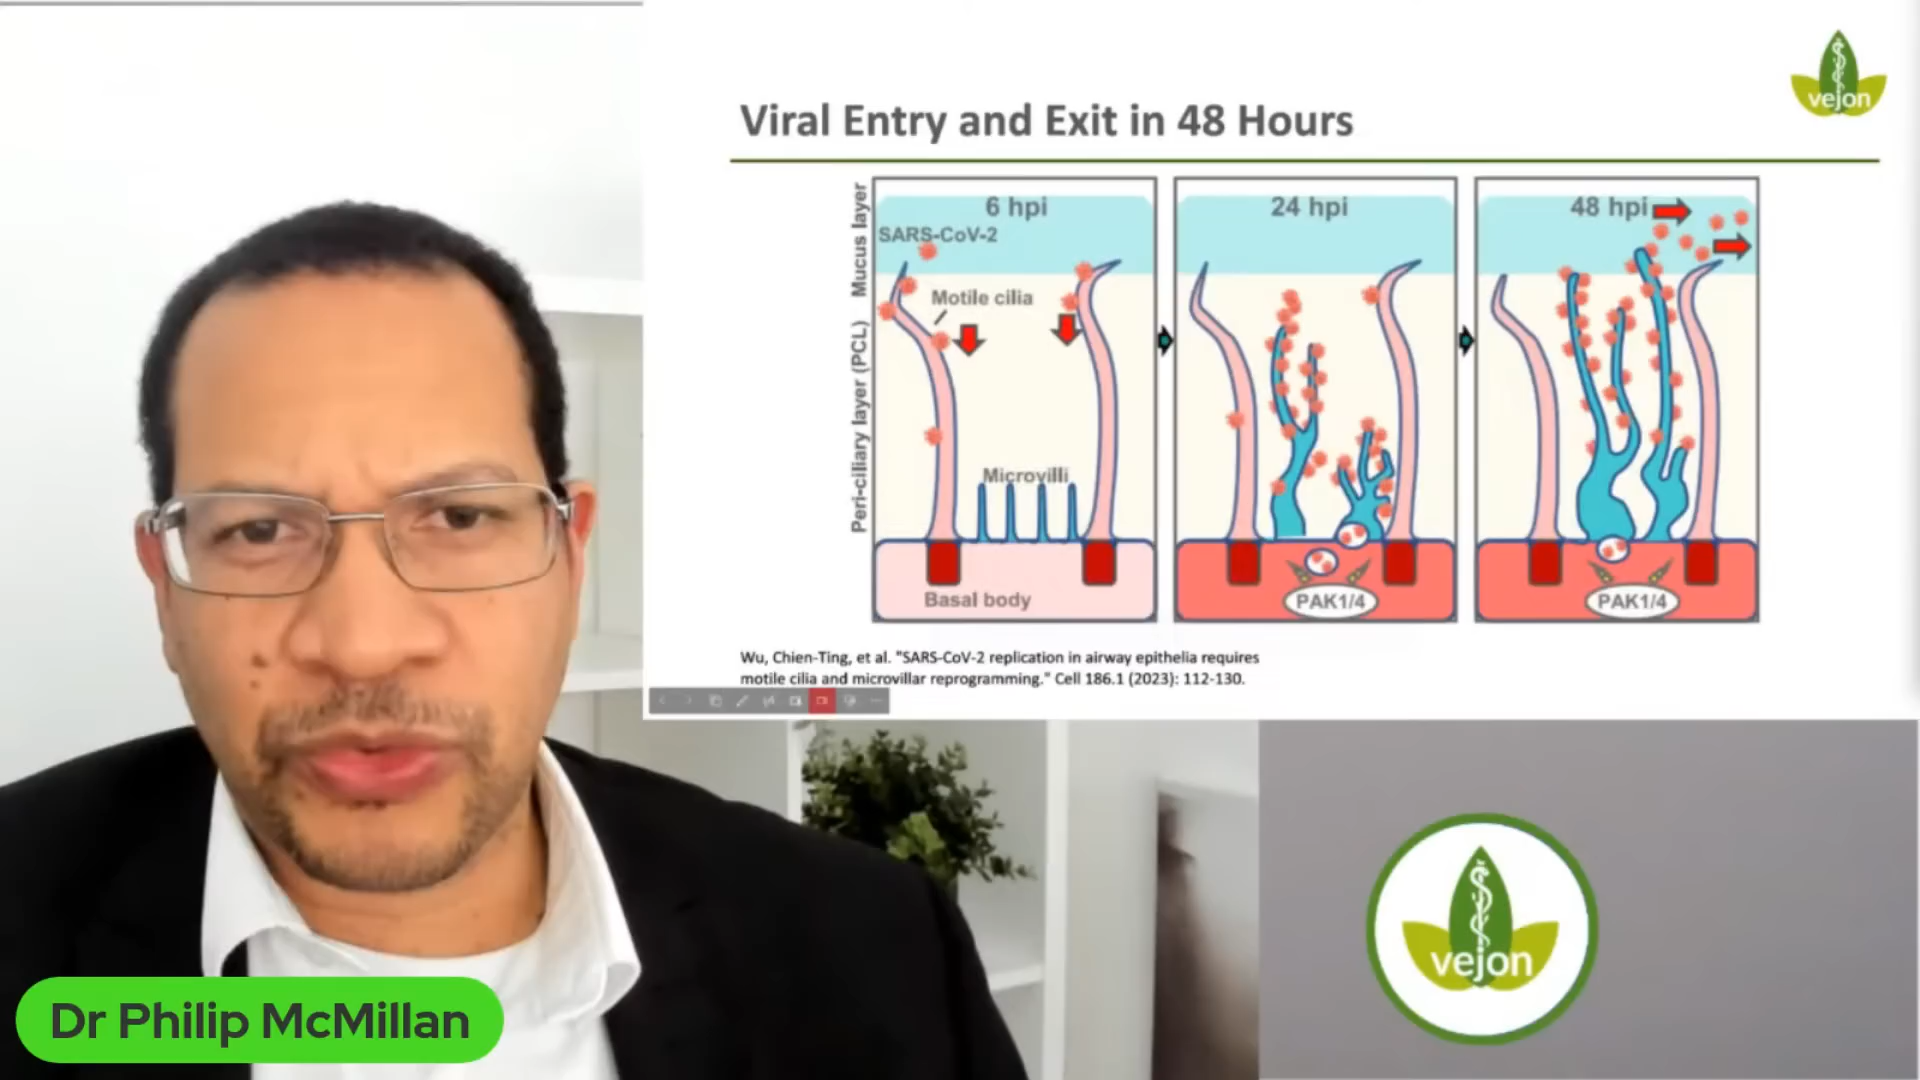 vejon
Viral Entry and Exit in 48 Hours
Mucus layer
Peri-ciliary layer (PCL)
6 hpi
SARS-CoV-2
Motile cilia
Microvilli
Basal body
24 hpi
PAK1/4
48 hpi
PAK1/4
Wu, Chien-Ting, et al. "SARS-CoV-2 replication in airway epithelia requires
motile cilia and microvillar reprogramming." Cell 186.1 (2023): 112-130.
vejon
Dr Philip McMillan